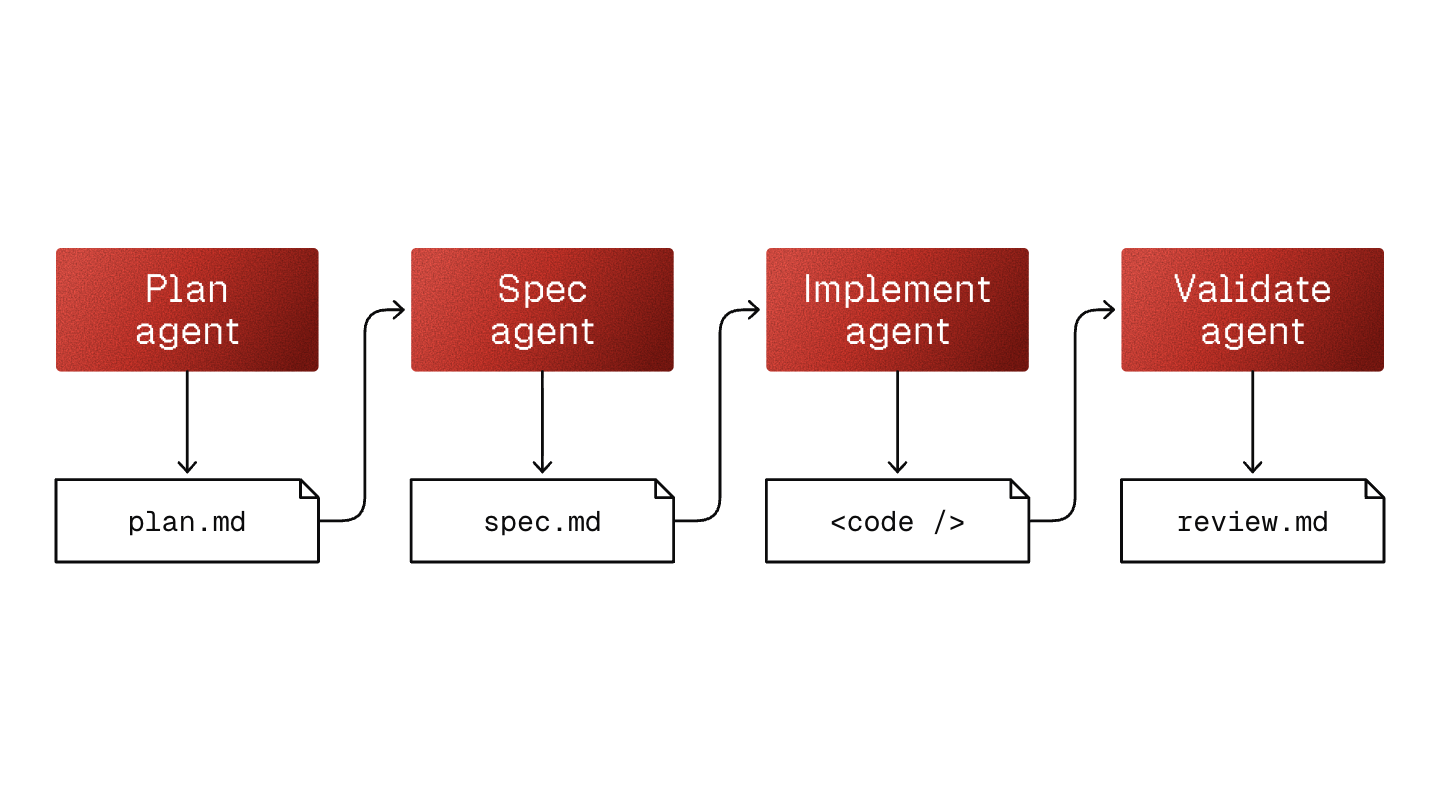 Plan
agent
Spec
agent
Implement
agent
Validate
agent
plan.md
spec.md
<code />
review.md